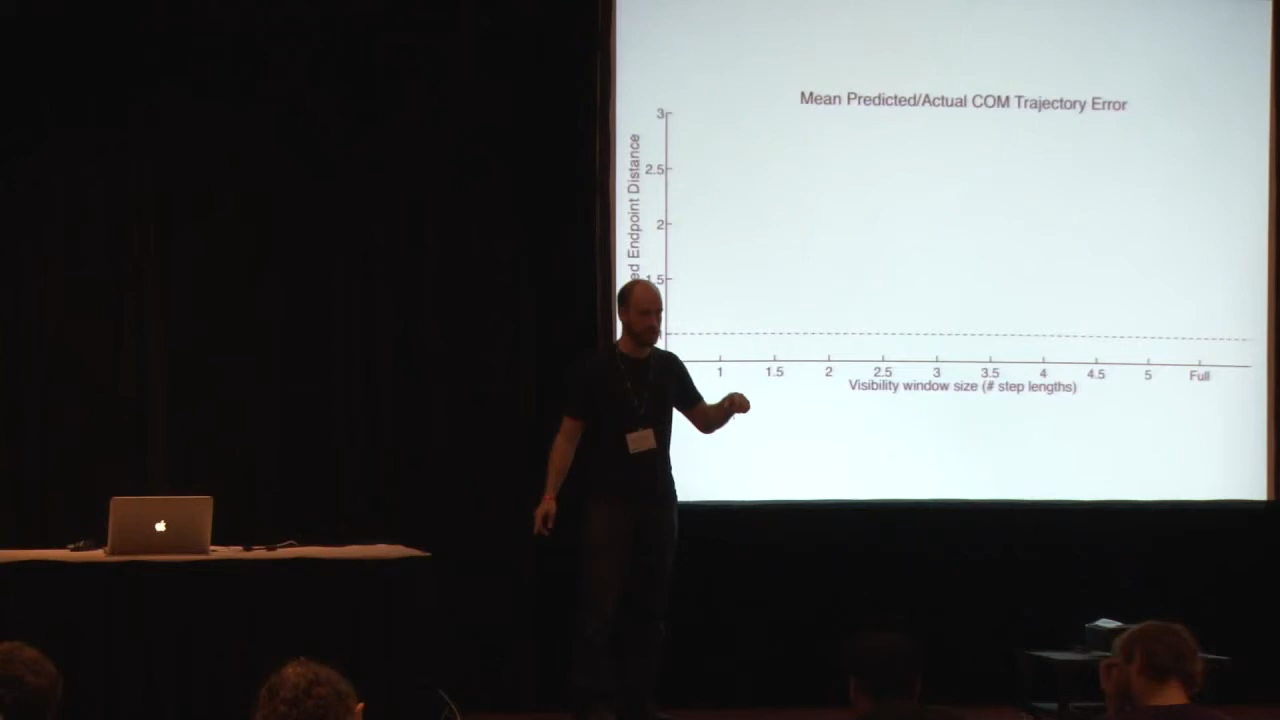 Mean Predicted/Actual COM Trajectory Error
3
2.5
2
1.5
ed Endpoint Distance
1 1.5 2 2.5 3 3.5 4 4.5 5 Full
Visibility window size (# step lengths)